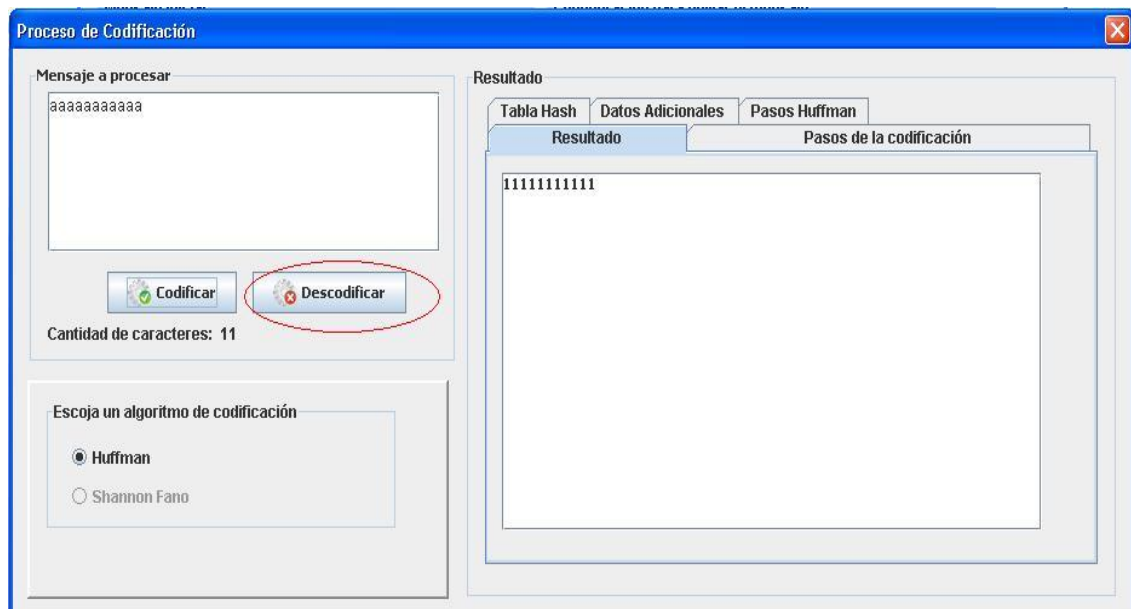 Proceso de Codificación
Mensaje a procesar
aaaaaaaaaaa
Codificar Descodificar
Cantidad de caracteres: 11
Escoja un algoritmo de codificación
Huffman
Shannon Fano
Resultado
Tabla Hash Datos Adicionales Pasos Huffman
Resultado Pasos de la codificación
11111111111